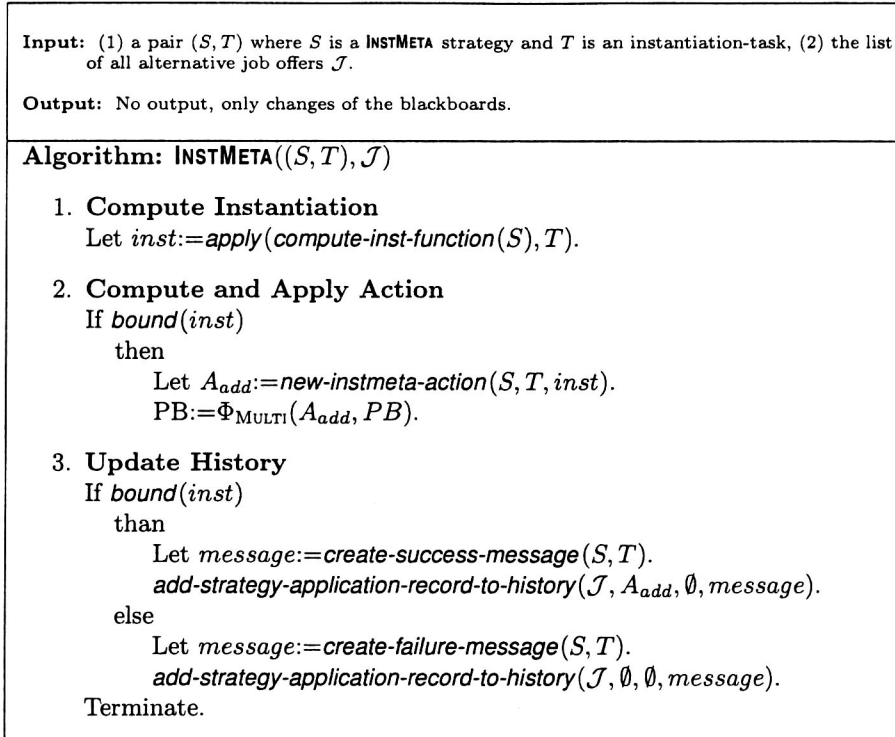 Input: (1) a pair (S, T) where S is a INSTMETA strategy and T is an instantiation-task, (2) the list
of all alternative job offers 𝒥.
Output: No output, only changes of the blackboards.
Algorithm: INSTMETA((S, T), 𝒥)
1. Compute Instantiation
Let inst:=apply(compute-inst-function(S), T).
2. Compute and Apply Action
If bound(inst)
then
Let A_add:=new-instmeta-action(S, T, inst).
PB:=Φ_MULTI(A_add, PB).
3. Update History
If bound(inst)
than
Let message:=create-success-message(S, T).
add-strategy-application-record-to-history(𝒥, A_add, ∅, message).
else
Let message:=create-failure-message(S, T).
add-strategy-application-record-to-history(𝒥, ∅, ∅, message).
Terminate.